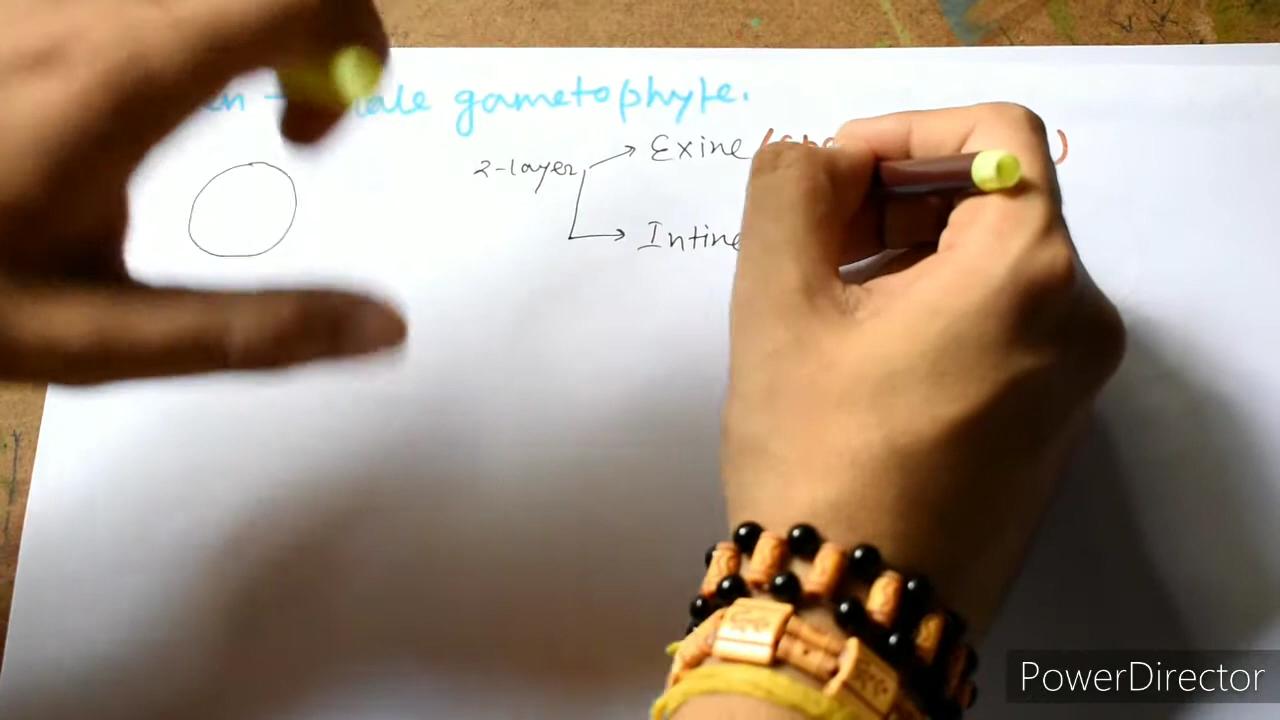 gametophyte.
2-layer
Exine (
)
Intine
PowerDirector